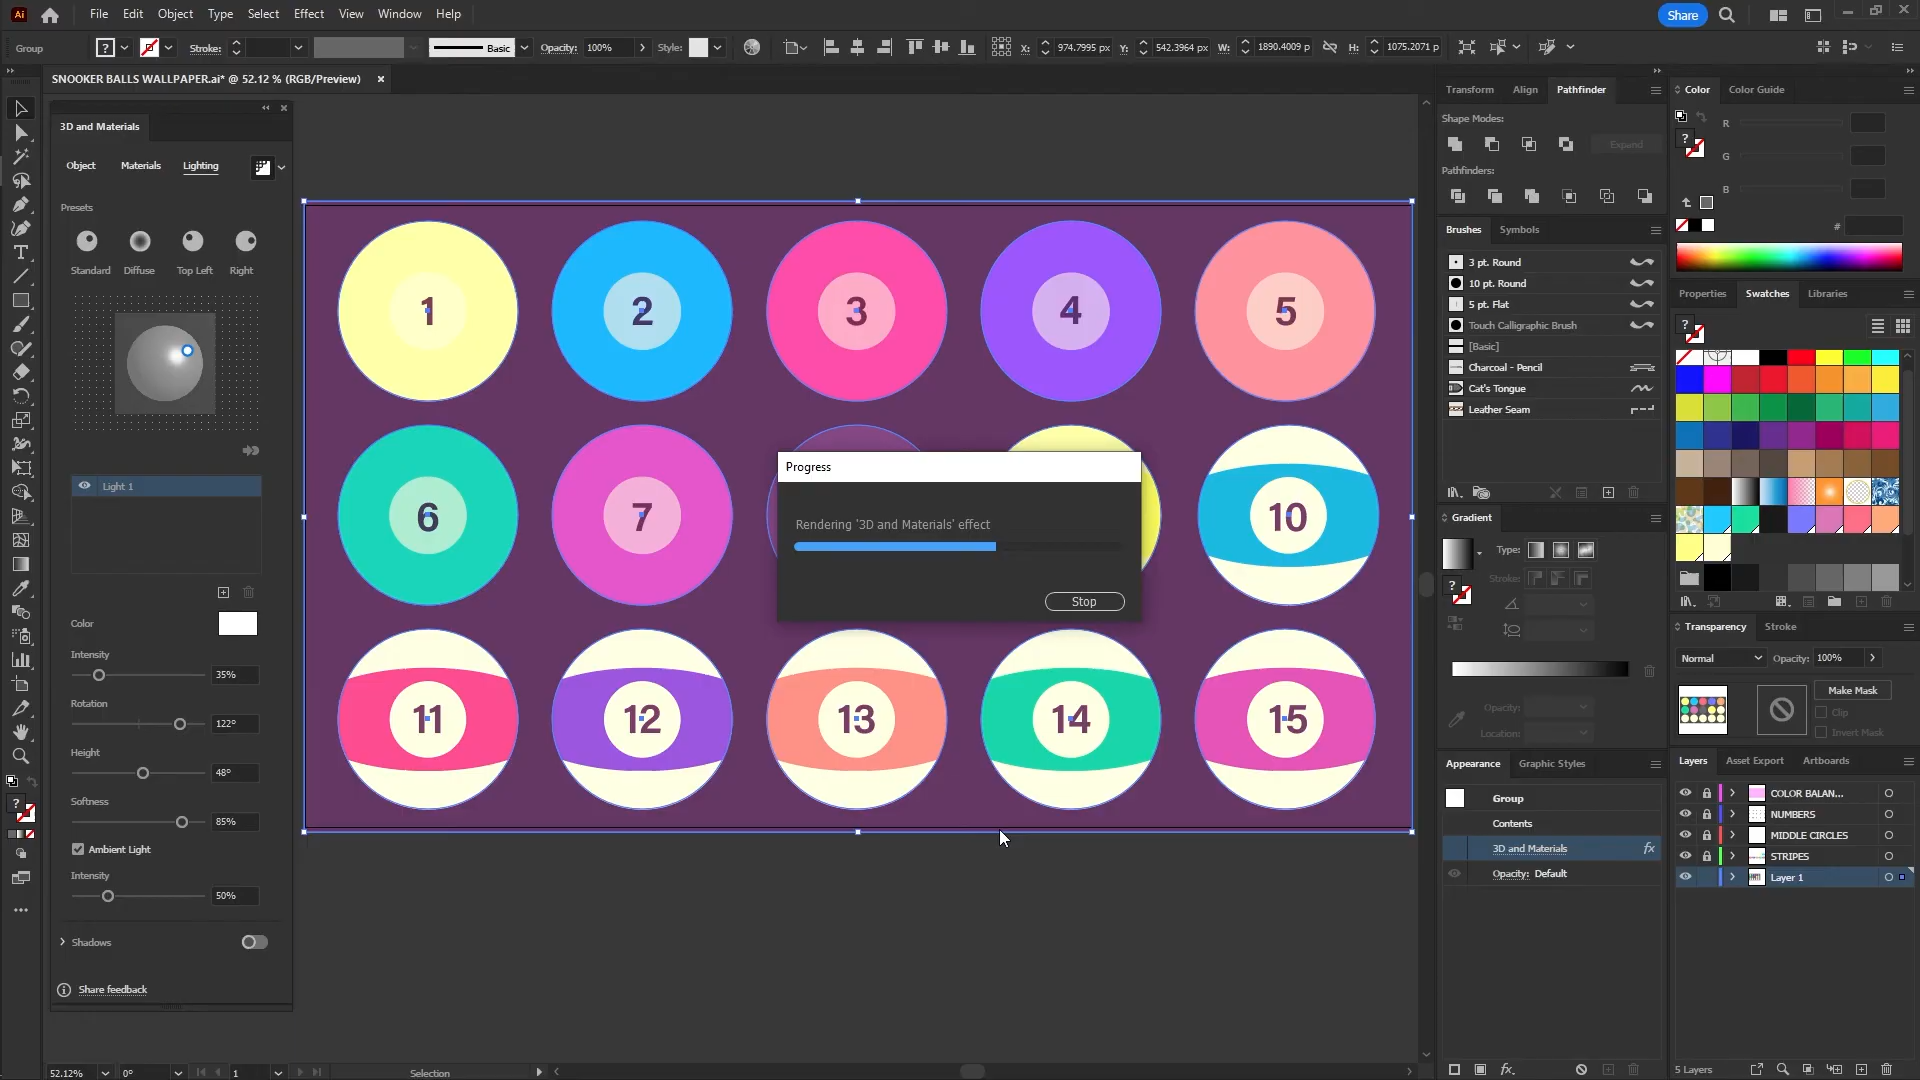 Ai File Edit Object Type Select Effect View Window Help Share
Group ? Stroke: Basic Opacity: 100% Style: X: 974.7995 px Y: 542.3964 px W: 1890.4009 p H: 1075.2071 p
SNOOKER BALLS WALLPAPER.ai* @ 52.12 % (RGB/Preview)
3D and Materials
Object Materials Lighting
Presets
Standard Diffuse Top Left Right
Light 1
Color
Intensity
35%
Rotation
122°
Height
48°
Softness
85%
Ambient Light
Intensity
50%
Shadows
Share feedback
1 2 3 4 5
6 7 10
11 12 13 14 15
Progress
Rendering '3D and Materials' effect
Stop
Transform Align Pathfinder
Shape Modes:
Expand
Pathfinders:
Brushes Symbols
3 pt. Round
10 pt. Round
5 pt. Flat
Touch Calligraphic Brush
[Basic]
Charcoal - Pencil
Cat's Tongue
Leather Seam
Gradient
Type:
Stroke:
?
Opacity:
Location:
Appearance Graphic Styles
Group
Contents
3D and Materials fx
Opacity: Default
fx
Color Color Guide
R
?
G
B
#
Properties Swatches Libraries
?
Transparency Stroke
Normal Opacity: 100%
Make Mask
Clip
Invert Mask
Layers Asset Export Artboards
COLOR BALAN...
NUMBERS
MIDDLE CIRCLES
STRIPES
Layer 1
5 Layers
52.12% 0° 1 Selection